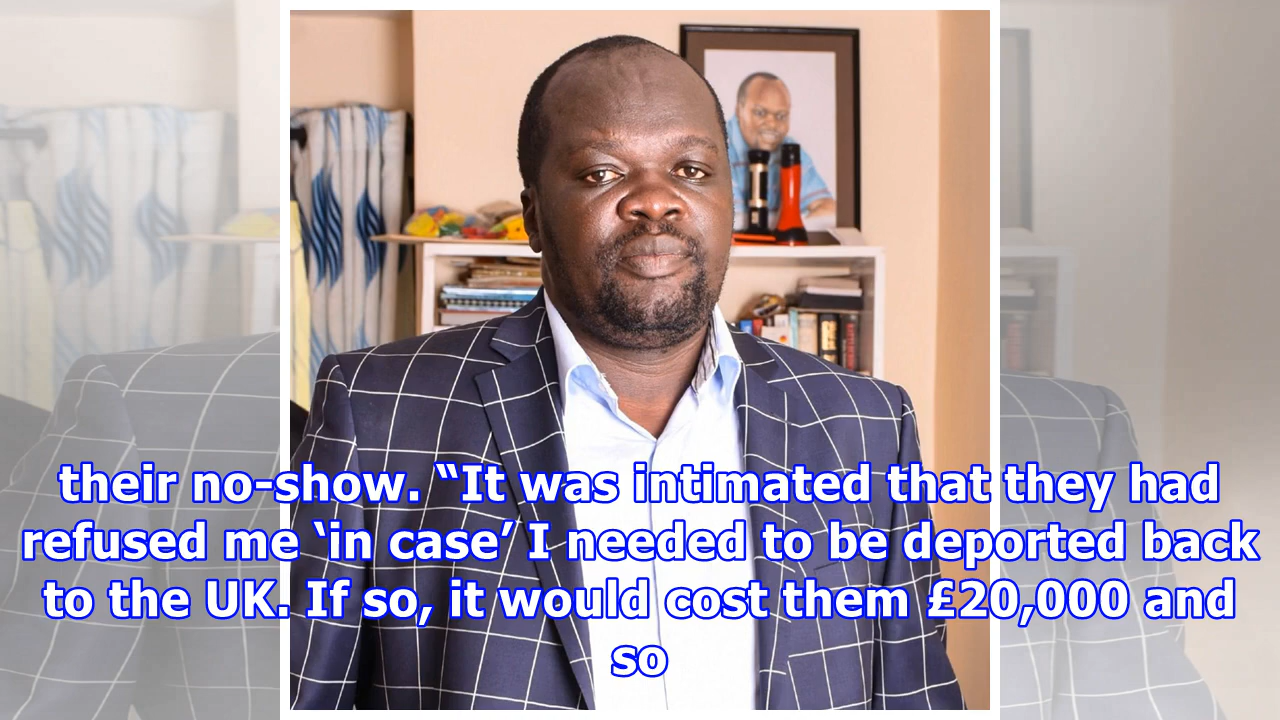 their no-show. “It was intimated that they had
refused me ‘in case’ I needed to be deported back
to the UK. If so, it would cost them £20,000 and
so